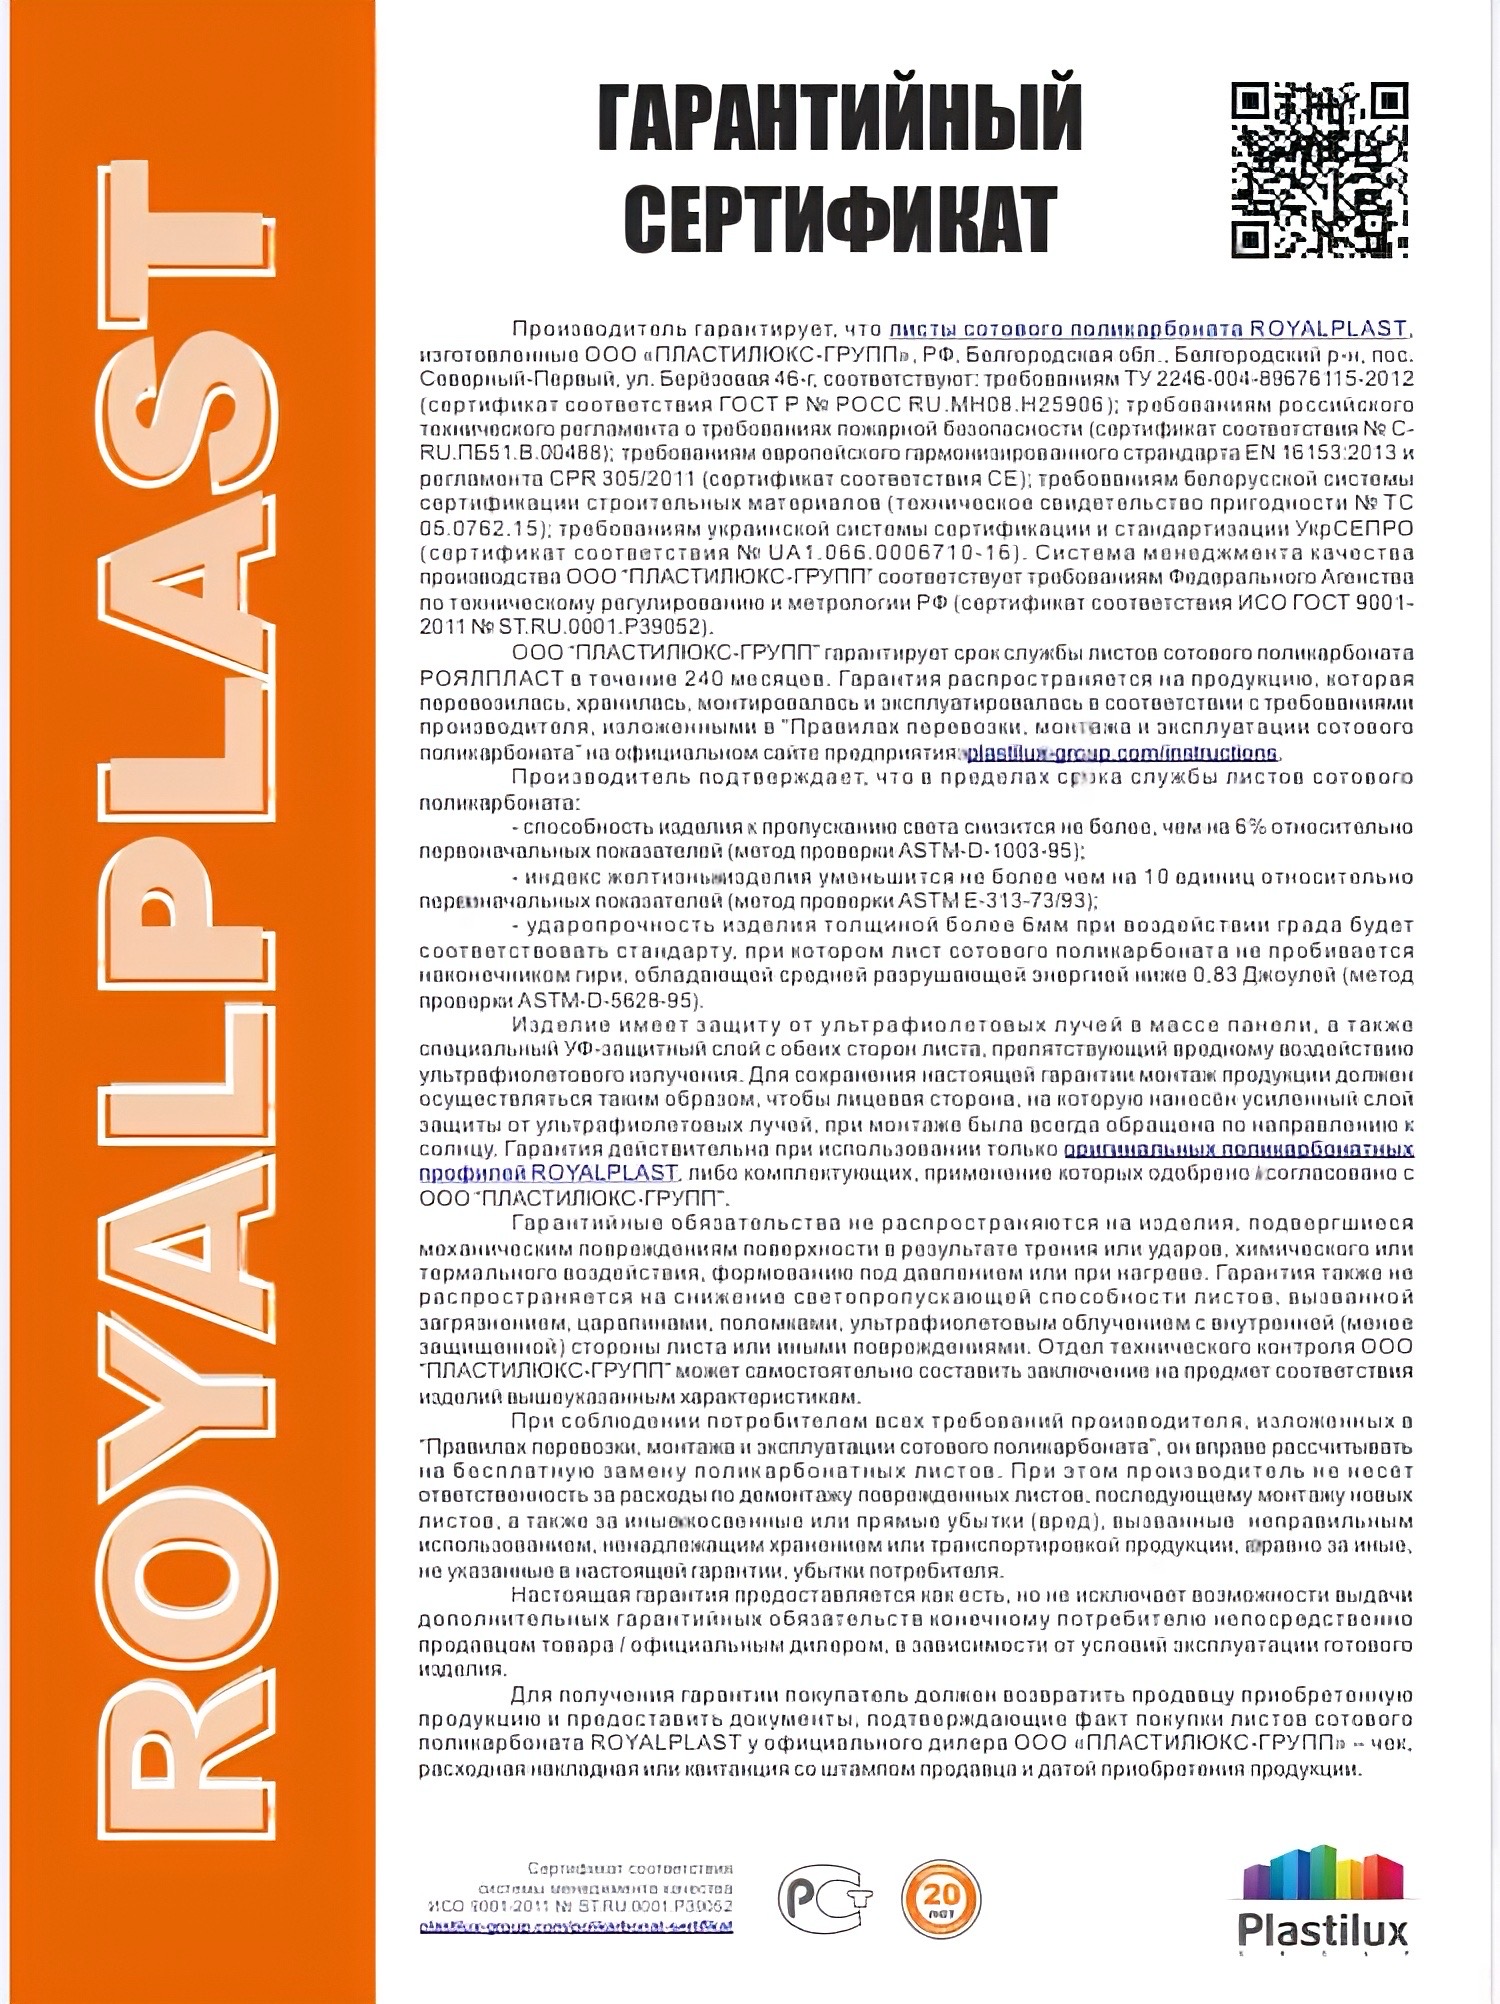 ROYALPLAST
ГАРАНТИЙНЫЙ
СЕРТИФИКАТ
Производитель гарантирует, что листы сотового поликарбоната ROYALPLAST,
изготовленные ООО «ПЛАСТИЛЮКС-ГРУПП», РФ, Белгородская обл., Белгородский р-н, пос.
Северный-Первый, ул. Берёзовая 46-г, соответствуют: требованиям ТУ 2246-004-89676115-2012
(сертификат соответствия ГОСТ Р № РОСС RU.МН08.Н25906); требованиям российского
технического регламента о требованиях пожарной безопасности (сертификат соответствия № С-
RU.ПБ51.В.00488); требованиям европейского гармонизированного страндарта EN 16153:2013 и
регламента CPR 305/2011 (сертификат соответствия CE); требованиям белорусской системы
сертификации строительных материалов (техническое свидетельство пригодности № ТС
05.0762.15); требованиям украинской системы сертификации и стандартизации УкрСЕПРО
(сертификат соответствия № UA1.066.0006710-16). Система менеджмента качества
производства ООО "ПЛАСТИЛЮКС-ГРУПП" соответствует требованиям Федерального Агенства
по техническому регулированию и метрологии РФ (сертификат соответствия ИСО ГОСТ 9001-
2011 № ST.RU.0001.P39052).
ООО "ПЛАСТИЛЮКС-ГРУПП" гарантирует срок службы листов сотового поликарбоната
РОЯЛПЛАСТ в течение 240 месяцев. Гарантия распространяется на продукцию, которая
перевозилась, хранилась, монтировалась и эксплуатировалась в соответствии с требованиями
производителя, изложенными в "Правилах перевозки, монтажа и эксплуатации сотового
поликарбоната" на официальном сайте предприятия: plastilux-group.com/instructions.
Производитель подтверждает, что в пределах срока службы листов сотового
поликарбоната:
- способность изделия к пропусканию света снизится не более, чем на 6% относительно
первоначальных показателей (метод проверки ASTM-D-1003-95);
- индекс желтизны изделия уменьшится не более чем на 10 единиц относительно
первоначальных показателей (метод проверки ASTM E-313-73/93);
- ударопрочность изделия толщиной более 6мм при воздействии града будет
соответствовать стандарту, при котором лист сотового поликарбоната не пробивается
наконечником гири, обладающей средней разрушающей энергией ниже 0,83 Джоулей (метод
проверки ASTM-D-5628-95).
Изделие имеет защиту от ультрафиолетовых лучей в массе панели, а также
специальный УФ-защитный слой с обеих сторон листа, препятствующий вредному воздействию
ультрафиолетового излучения. Для сохранения настоящей гарантии монтаж продукции должен
осуществляться таким образом, чтобы лицевая сторона, на которую нанесён усиленный слой
защиты от ультрафиолетовых лучей, при монтаже была всегда обращена по направлению к
солнцу. Гарантия действительна при использовании только оригинальных поликарбонатных
профилей ROYALPLAST, либо комплектующих, применение которых одобрено / согласовано с
ООО "ПЛАСТИЛЮКС-ГРУПП".
Гарантийные обязательства не распространяются на изделия, подвергшиеся
механическим повреждениям поверхности в результате трения или ударов, химического или
термального воздействия, формованию под давлением или при нагреве. Гарантия также не
распространяется на снижение светопропускающей способности листов, вызванной
загрязнением, царапинами, поломками, ультрафиолетовым облучением с внутренней (менее
защищенной) стороны листа или иными повреждениями. Отдел технического контроля ООО
"ПЛАСТИЛЮКС-ГРУПП" может самостоятельно составить заключение на предмет соответствия
изделий вышеуказанным характеристикам.
При соблюдении потребителем всех требований производителя, изложенных в
"Правилах перевозки, монтажа и эксплуатации сотового поликарбоната", он вправе рассчитывать
на бесплатную замену поликарбонатных листов. При этом производитель не несет
ответственность за расходы по демонтажу поврежденных листов, последующему монтажу новых
листов, а также за иные косвенные или прямые убытки (вред), вызванные неправильным
использованием, ненадлежащим хранением или транспортировкой продукции, а равно за иные,
не указанные в настоящей гарантии, убытки потребителя.
Настоящая гарантия предоставляется как есть, но не исключает возможности выдачи
дополнительных гарантийных обязательств конечному потребителю непосредственно
продавцом товара / официальным дилером, в зависимости от условий эксплуатации готового
изделия.
Для получения гарантии покупатель должен возвратить продавцу приобретенную
продукцию и предоставить документы, подтверждающие факт покупки листов сотового
поликарбоната ROYALPLAST у официального дилера ООО «ПЛАСТИЛЮКС-ГРУПП» – чек,
расходная накладная или квитанция со штампом продавца и датой приобретения продукции.
Сертификат соответствия
системы менеджмента качества
ИСО 9001-2011 № ST.RU.0001.P39052
РСТ
20
лет
Plastilux